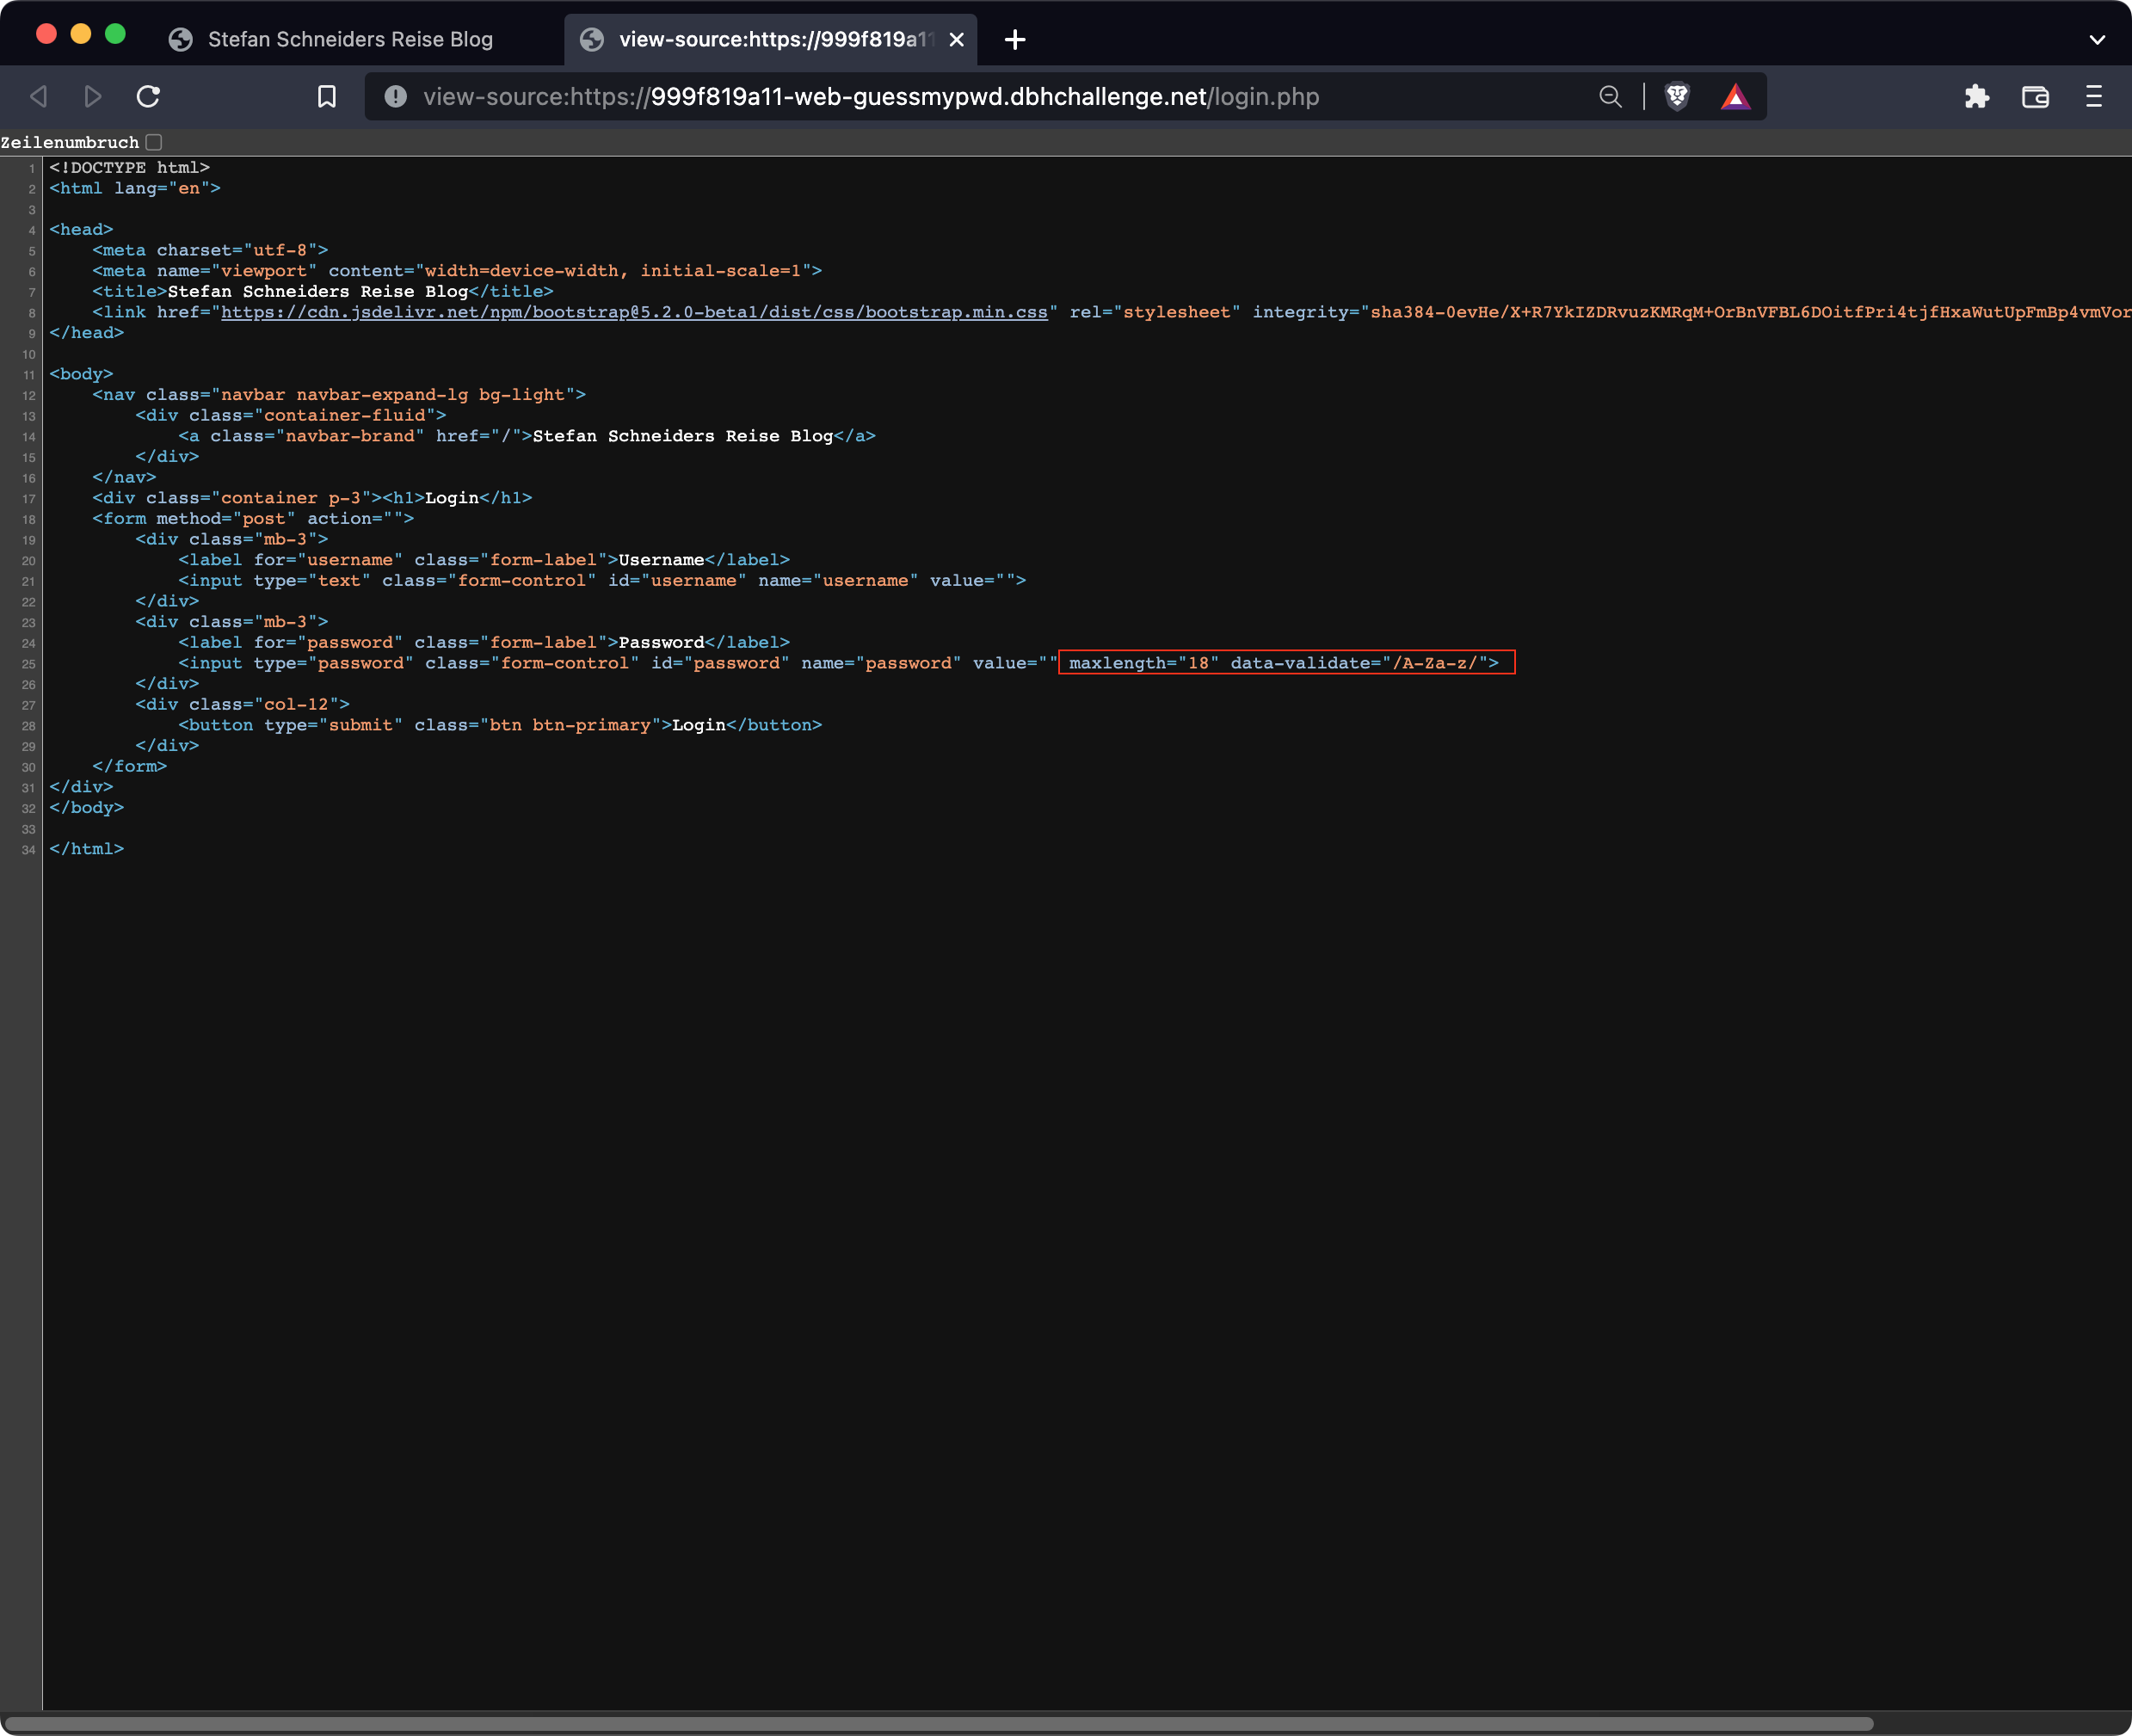 Stefan Schneiders Reise Blog
view-source:https://999f819a11
view-source:https://999f819a11-web-guessmypwd.dbhchallenge.net/login.php
Zeilenumbruch
1 <!DOCTYPE html>
2 <html lang="en">
3
4 <head>
5     <meta charset="utf-8">
6     <meta name="viewport" content="width=device-width, initial-scale=1">
7     <title>Stefan Schneiders Reise Blog</title>
8     <link href="https://cdn.jsdelivr.net/npm/bootstrap@5.2.0-beta1/dist/css/bootstrap.min.css" rel="stylesheet" integrity="sha384-0evHe/X+R7YkIZDRvuzKMRqM+OrBnVFBL6DOitfPri4tjfHxaWutUpFmBp4vmVor
9 </head>
10
11 <body>
12     <nav class="navbar navbar-expand-lg bg-light">
13         <div class="container-fluid">
14             <a class="navbar-brand" href="/">Stefan Schneiders Reise Blog</a>
15         </div>
16     </nav>
17     <div class="container p-3"><h1>Login</h1>
18     <form method="post" action="">
19         <div class="mb-3">
20             <label for="username" class="form-label">Username</label>
21             <input type="text" class="form-control" id="username" name="username" value="">
22         </div>
23         <div class="mb-3">
24             <label for="password" class="form-label">Password</label>
25             <input type="password" class="form-control" id="password" name="password" value="" maxlength="18" data-validate="/A-Za-z/">
26         </div>
27         <div class="col-12">
28             <button type="submit" class="btn btn-primary">Login</button>
29         </div>
30     </form>
31 </div>
32 </body>
33
34 </html>